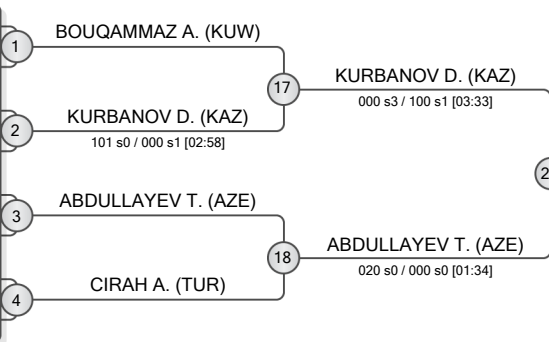 BOUQAMMAZ A. (KUW)
1
17
KURBANOV D. (KAZ)
000 s3 / 100 s1 [03:33]
KURBANOV D. (KAZ)
2
101 s0 / 000 s1 [02:58]
ABDULLAYEV T. (AZE)
3
18
ABDULLAYEV T. (AZE)
020 s0 / 000 s0 [01:34]
CIRAH A. (TUR)
4